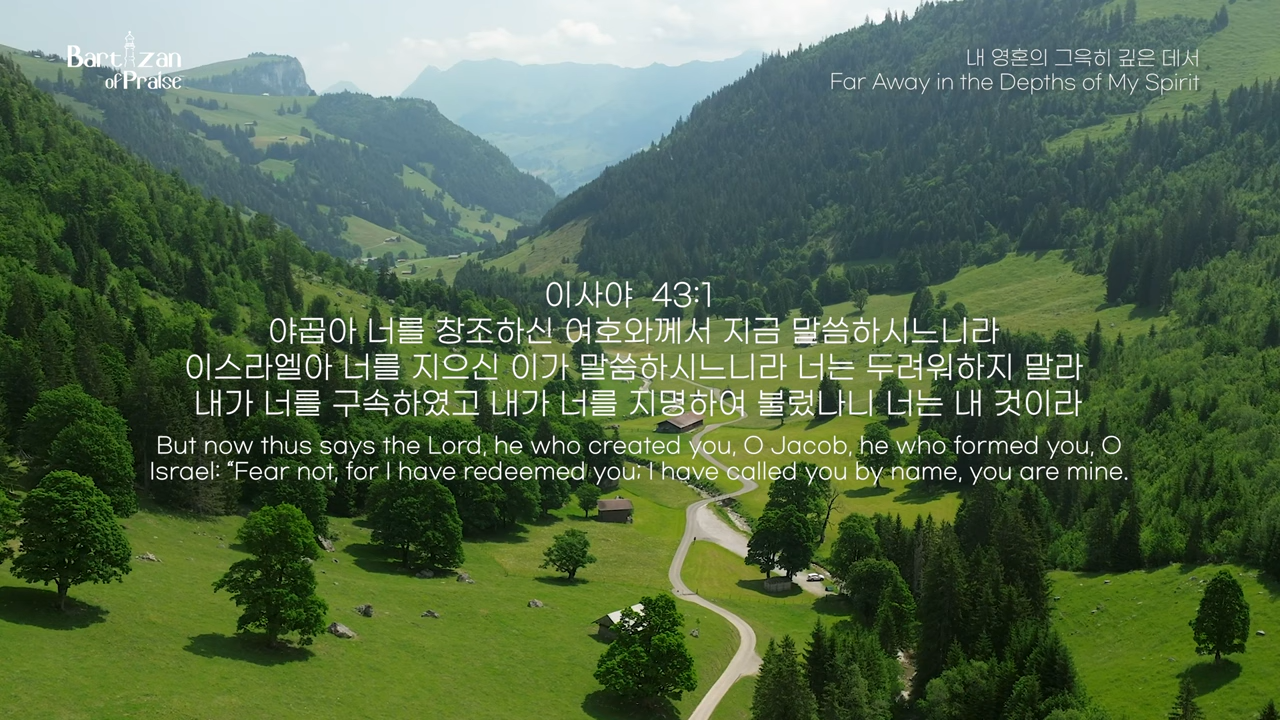 Bartizan
of Praise
내 영혼의 그윽히 깊은 데서
Far Away in the Depths of My Spirit
이사야 43:1
야곱아 너를 창조하신 여호와께서 지금 말씀하시느니라
이스라엘아 너를 지으신 이가 말씀하시느니라 너는 두려워하지 말라
내가 너를 구속하였고 내가 너를 지명하여 불렀나니 너는 내 것이라
But now thus says the Lord, he who created you, O Jacob, he who formed you, O
Israel: “Fear not, for I have redeemed you; I have called you by name, you are mine.